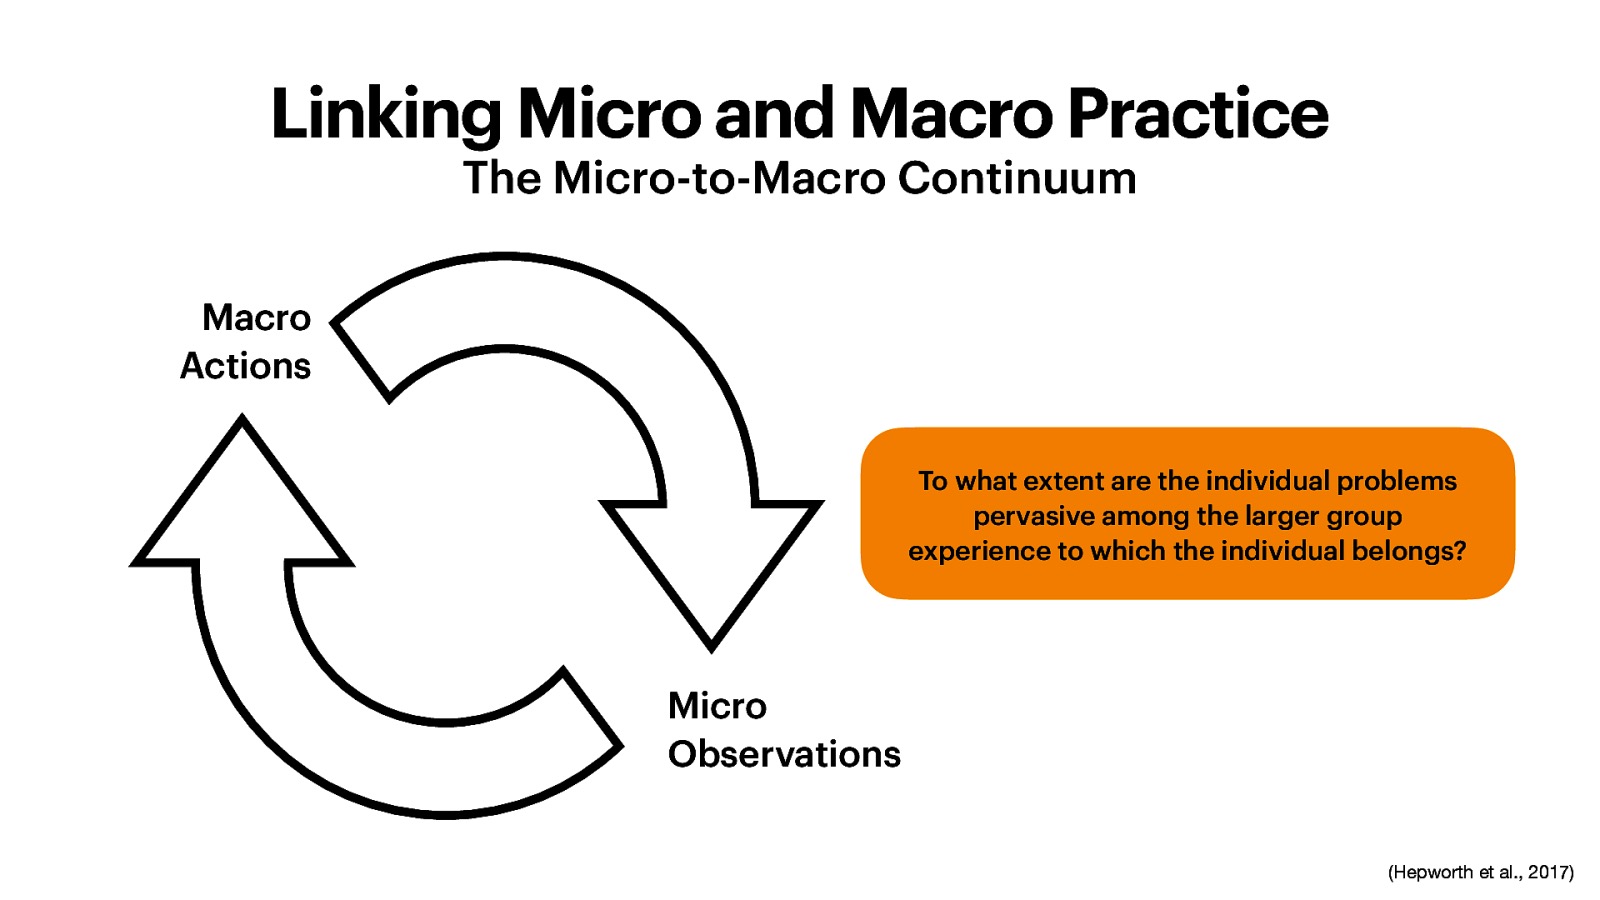 Linking Micro and Macro Practice
The Micro-to-Macro Continuum
Macro
Actions
To what extent are the individual problems
pervasive among the larger group
experience to which the individual belongs?
Micro
Observations
(Hepworth et al., 2017)